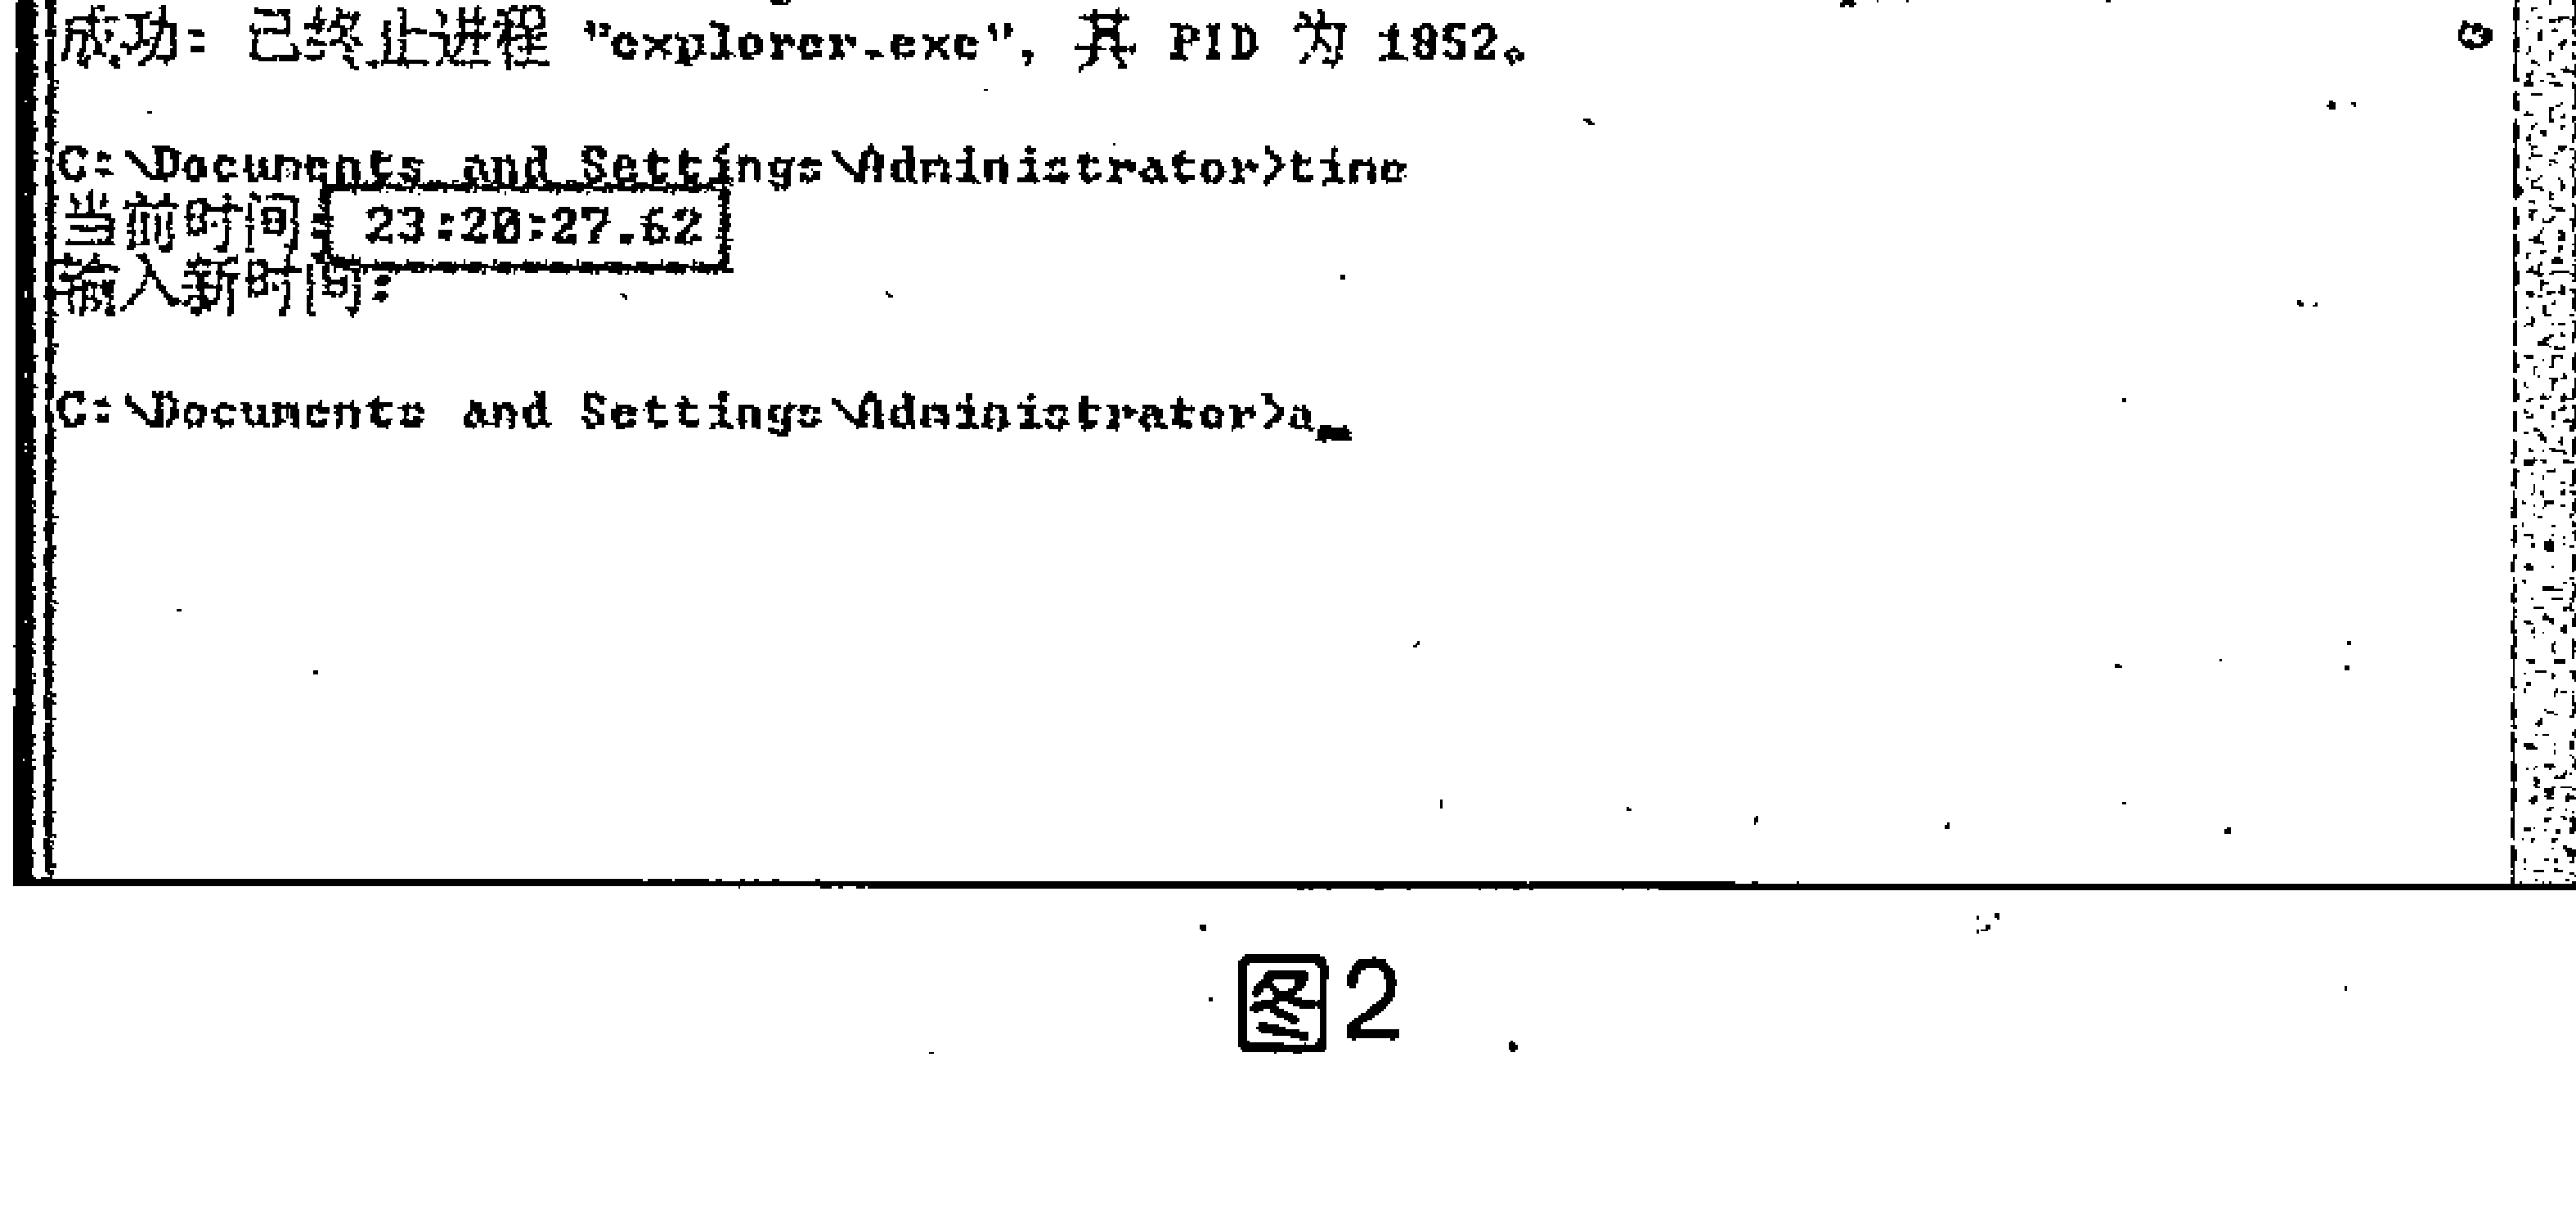 成功: 已终止进程 "explorer.exe", 其 PID 为 1852。
C:\Documents and Settings\Administrator>time
当前时间: 23:20:27.62
输入新时间:
C:\Documents and Settings\Administrator>a_
图2